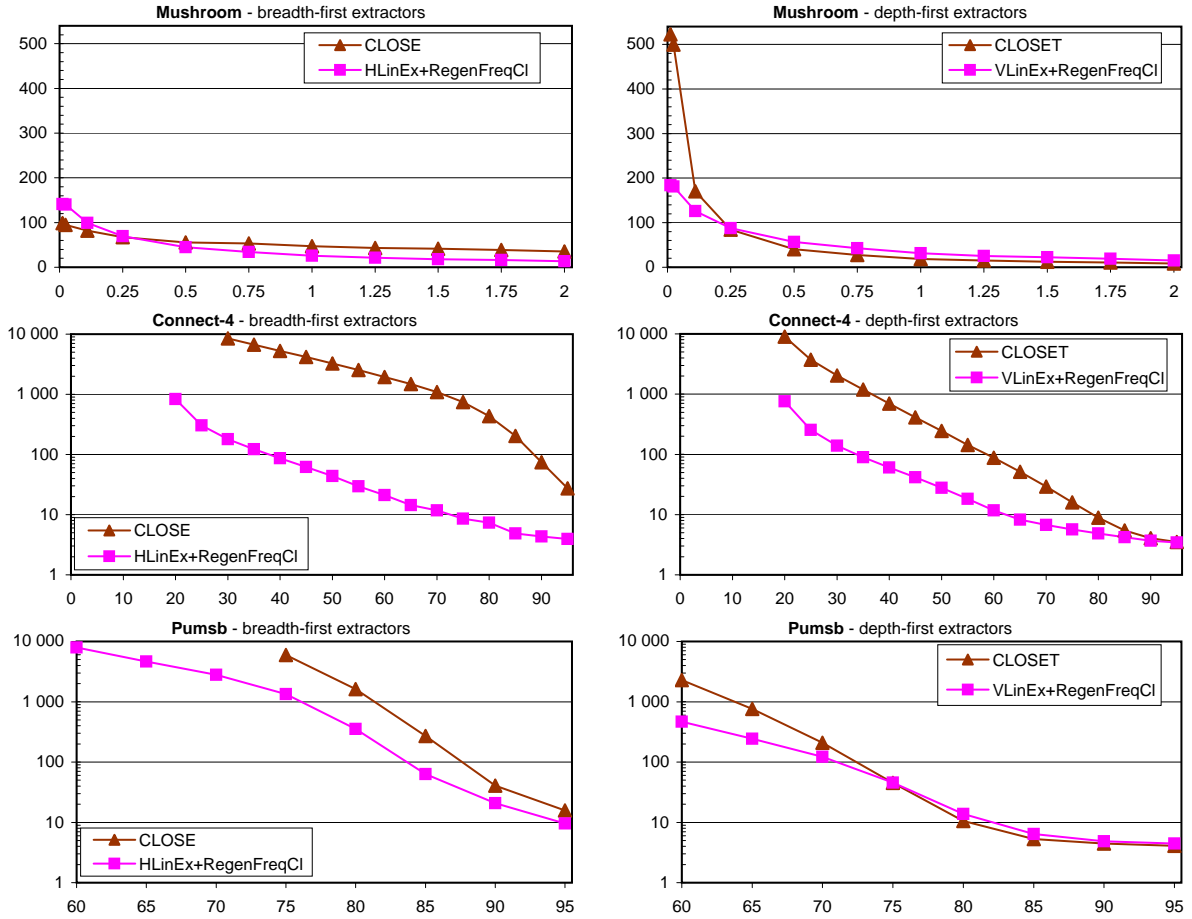 Mushroom - breadth-first extractors
500
400
300
200
100
0
CLOSE
HLinEx+RegenFreqCl
0 0.25 0.5 0.75 1 1.25 1.5 1.75 2
Mushroom - depth-first extractors
500
400
300
200
100
0
CLOSET
VLinEx+RegenFreqCl
0 0.25 0.5 0.75 1 1.25 1.5 1.75 2
Connect-4 - breadth-first extractors
10 000
1 000
100
10
1
CLOSE
HLinEx+RegenFreqCl
0 10 20 30 40 50 60 70 80 90
Connect-4 - depth-first extractors
10 000
1 000
100
10
1
CLOSET
VLinEx+RegenFreqCl
0 10 20 30 40 50 60 70 80 90
Pumsb - breadth-first extractors
10 000
1 000
100
10
1
CLOSE
HLinEx+RegenFreqCl
60 65 70 75 80 85 90 95
Pumsb - depth-first extractors
10 000
1 000
100
10
1
CLOSET
VLinEx+RegenFreqCl
60 65 70 75 80 85 90 95